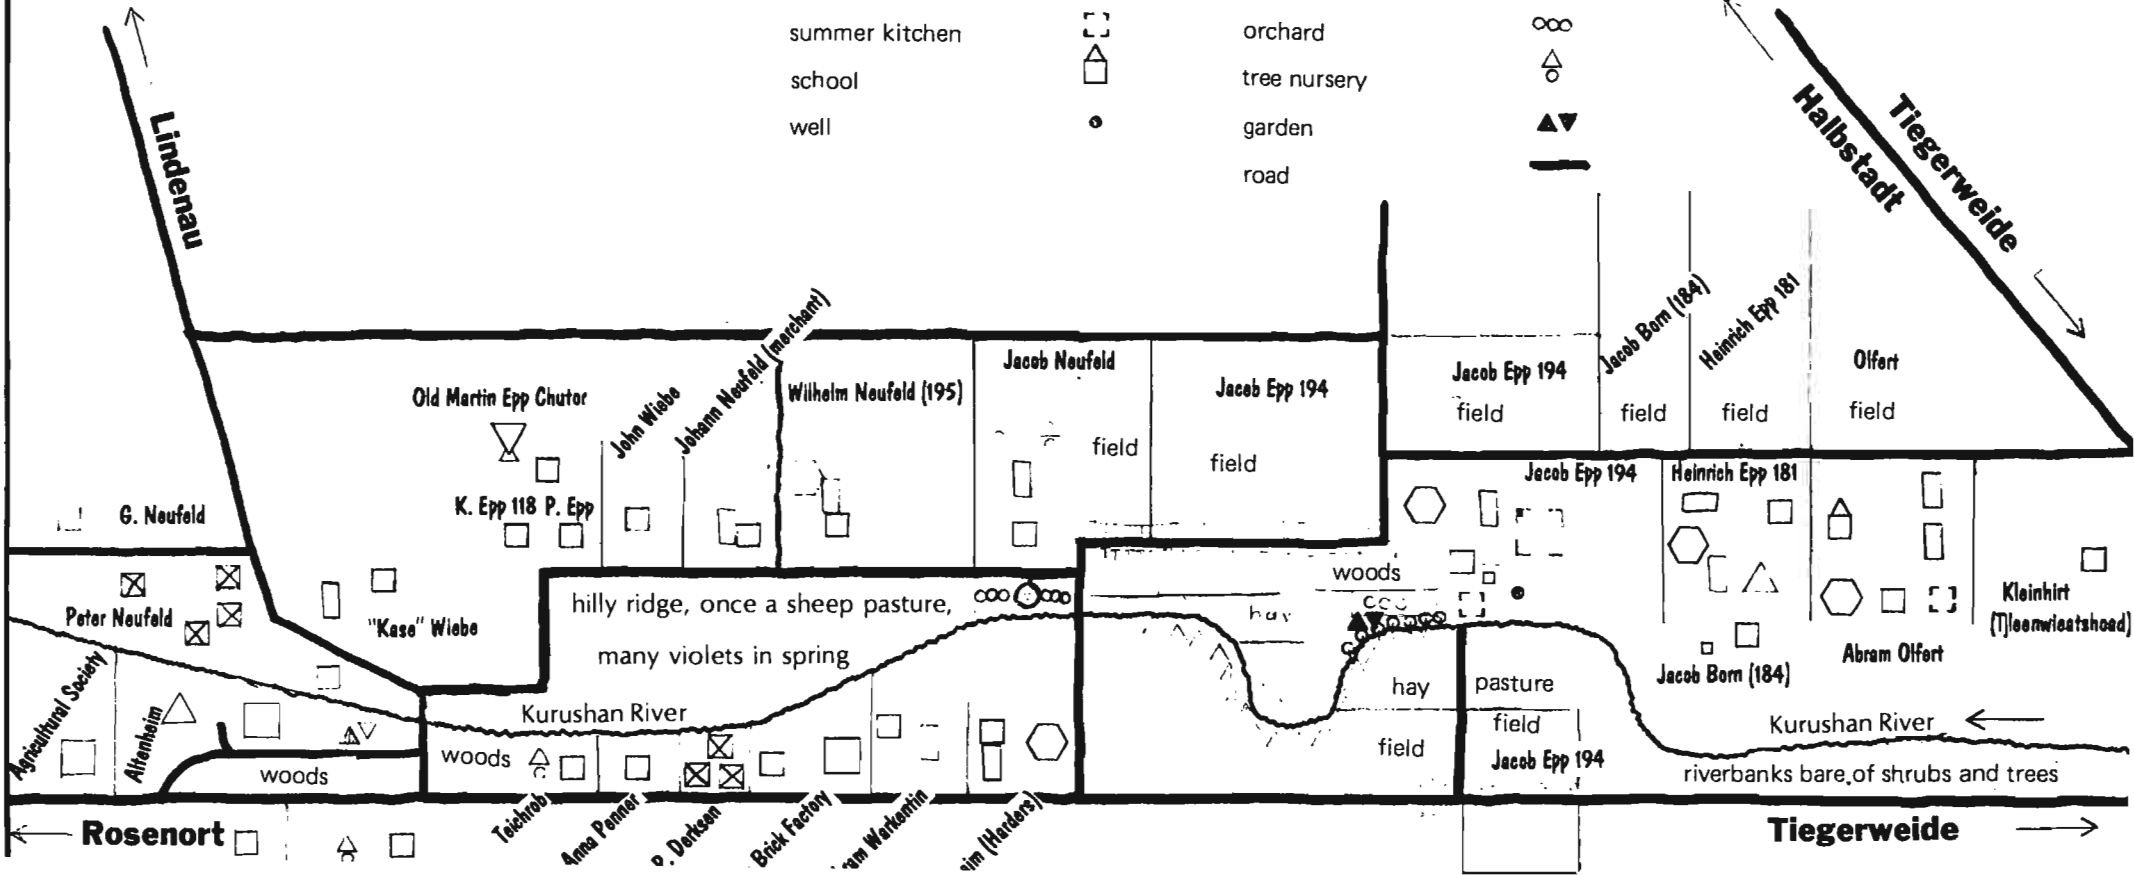 summer kitchen
school
well
orchard
tree nursery
garden
road
Lindenau
Tiegerweide
Halbstadt
Old Martin Epp Chutor
K. Epp 118 P. Epp
John Wiebe
Johann Neufeld (merchant)
Wilhelm Neufeld (195)
Jacob Neufeld
field
Jacob Epp 194
field
Jacob Epp 194
field
Jacob Born (184)
field
Heinrich Epp 181
field
Olfert
field
G. Neufeld
Peter Neufeld
"Kase" Wiebe
hilly ridge, once a sheep pasture,
many violets in spring
Kurushan River
woods
hay
Jacob Epp 194
Heinrich Epp 181
Jacob Born (184)
Abram Olfert
Kleinhirt
Agricultural Society
Altenheim
woods
woods
hay
field
pasture
field
Jacob Epp 194
Kurushan River
riverbanks bare of shrubs and trees
Rosenort
Teichrob
Anna Penner
Derksen
Brick Factory
Warkentin
(Harders)
Tiegerweide